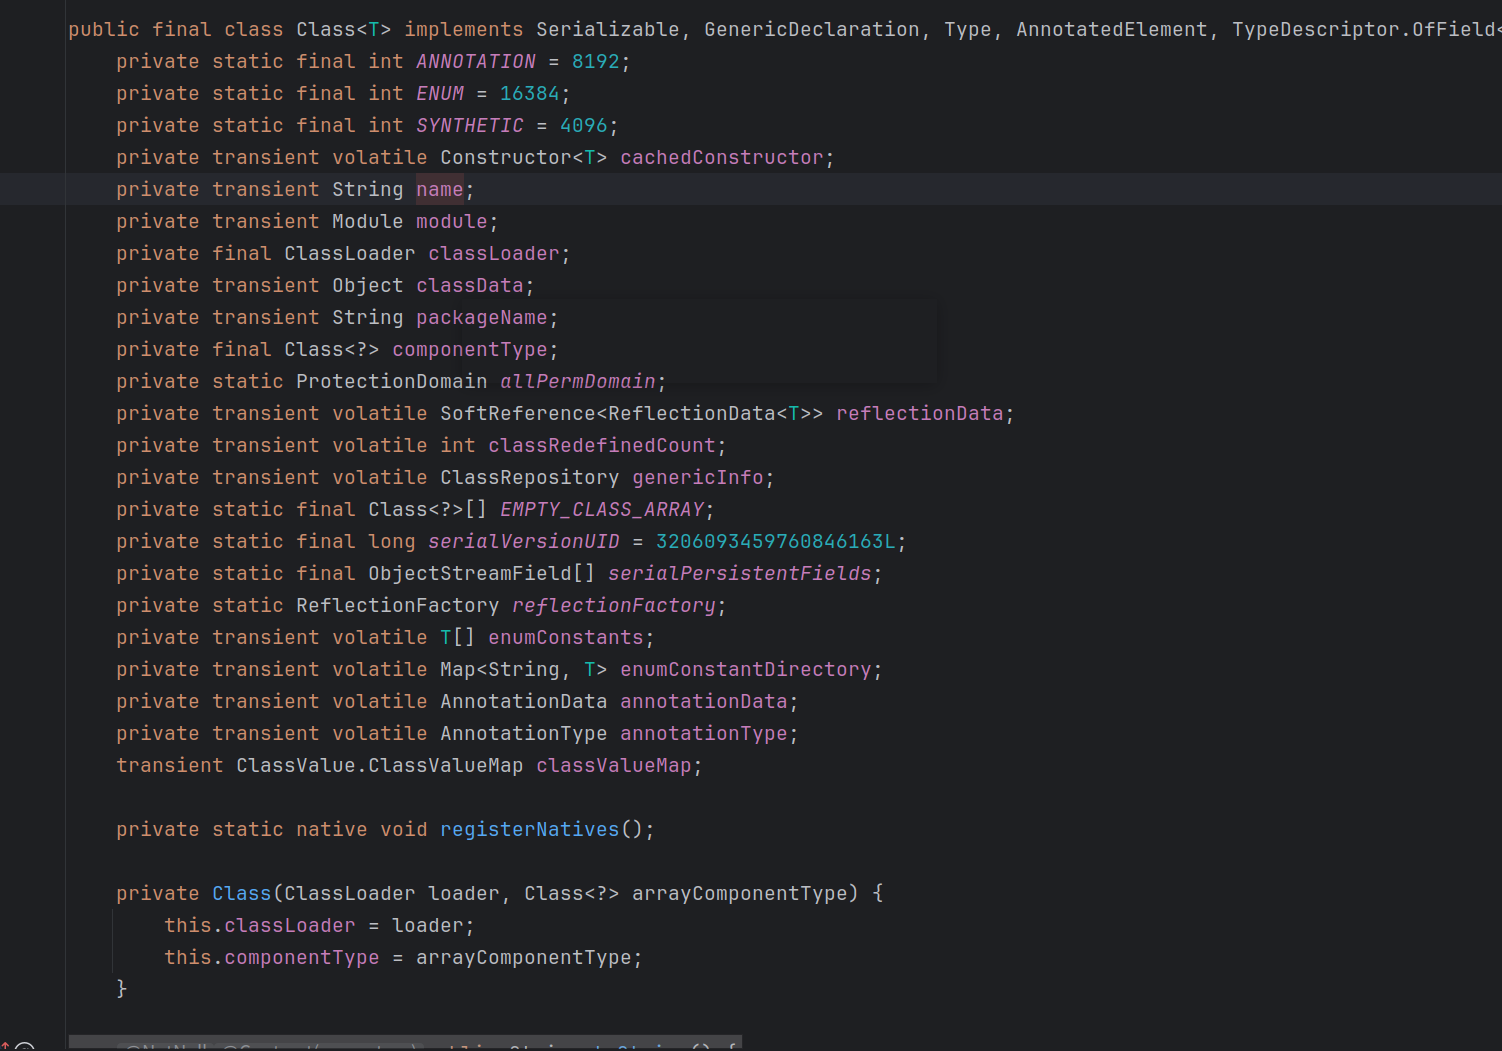 public final class Class<T> implements Serializable, GenericDeclaration, Type, AnnotatedElement, TypeDescriptor.OfField<
    private static final int ANNOTATION = 8192;
    private static final int ENUM = 16384;
    private static final int SYNTHETIC = 4096;
    private transient volatile Constructor<T> cachedConstructor;
    private transient String name;
    private transient Module module;
    private final ClassLoader classLoader;
    private transient Object classData;
    private transient String packageName;
    private final Class<?> componentType;
    private static ProtectionDomain allPermDomain;
    private transient volatile SoftReference<ReflectionData<T>> reflectionData;
    private transient volatile int classRedefinedCount;
    private transient volatile ClassRepository genericInfo;
    private static final Class<?>[] EMPTY_CLASS_ARRAY;
    private static final long serialVersionUID = 3206093459760846163L;
    private static final ObjectStreamField[] serialPersistentFields;
    private static ReflectionFactory reflectionFactory;
    private transient volatile T[] enumConstants;
    private transient volatile Map<String, T> enumConstantDirectory;
    private transient volatile AnnotationData annotationData;
    private transient volatile AnnotationType annotationType;
    transient ClassValue.ClassValueMap classValueMap;

    private static native void registerNatives();

    private Class(ClassLoader loader, Class<?> arrayComponentType) {
        this.classLoader = loader;
        this.componentType = arrayComponentType;
    }